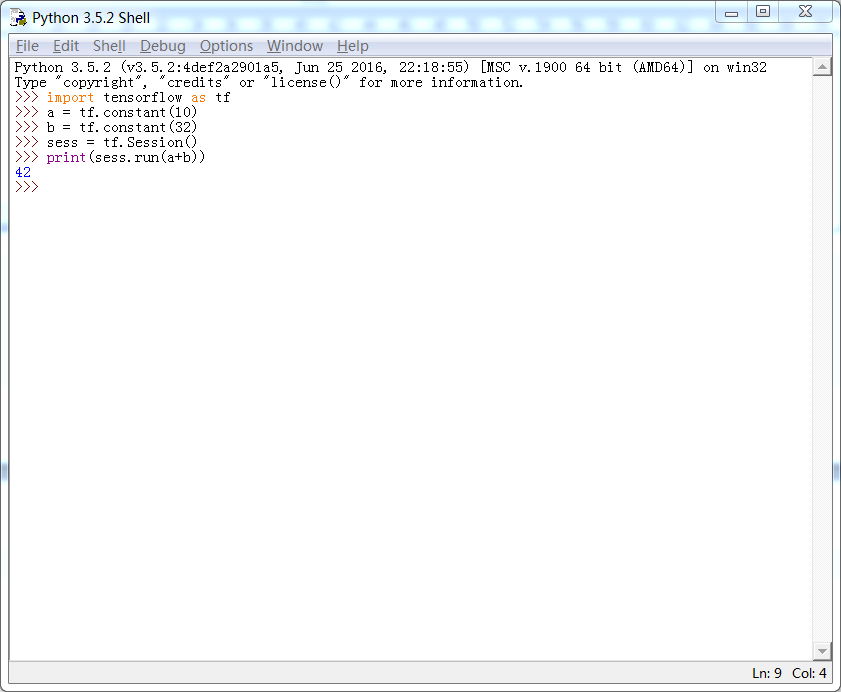 Python 3.5.2 Shell
File Edit Shell Debug Options Window Help
Python 3.5.2 (v3.5.2:4def2a2901a5, Jun 25 2016, 22:18:55) [MSC v.1900 64 bit (AMD64)] on win32
Type "copyright", "credits" or "license()" for more information.
>>> import tensorflow as tf
>>> a = tf.constant(10)
>>> b = tf.constant(32)
>>> sess = tf.Session()
>>> print(sess.run(a+b))
42
>>>
Ln: 9 Col: 4